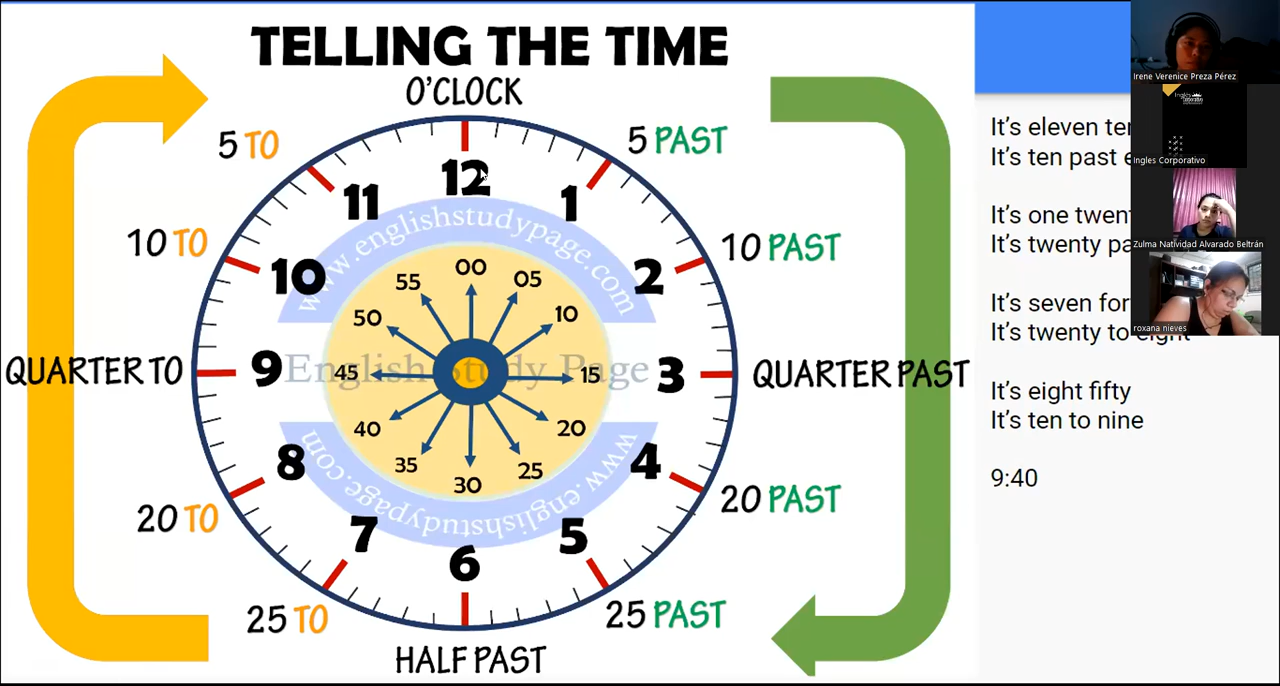 TELLING THE TIME
O'CLOCK
5 TO
5 PAST
10 TO
10 PAST
QUARTER TO
QUARTER PAST
20 TO
20 PAST
25 TO
25 PAST
HALF PAST
12
1
2
3
4
5
6
7
8
9
10
11
00
05
10
15
20
25
30
35
40
45
50
55
www.englishstudypage.com
English Study Page
www.englishstudypage.com
It's eleven
It's ten past
It's one
It's twenty
It's seven
It's twenty to eight
It's eight fifty
It's ten to nine
9:40
Irene Verenice Preza Pérez
Ingles Corporativo
Zulma Natividad Alvarado Beltrán
roxana nieves